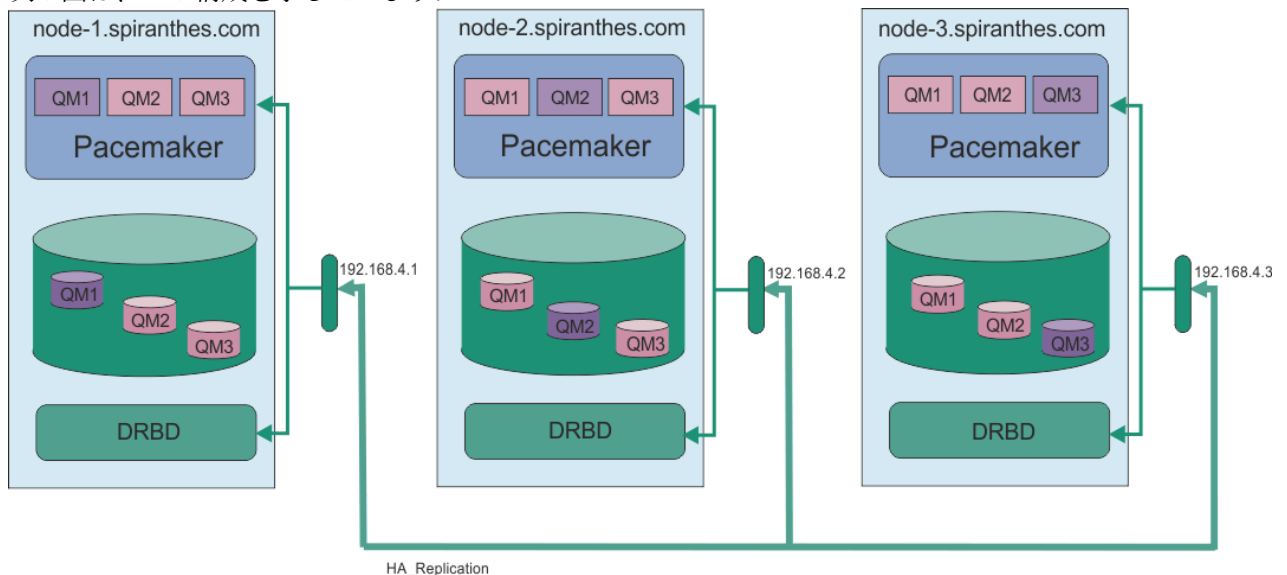 node-1.spiranthes.com
QM1 QM2 QM3
Pacemaker
QM1
QM2
QM3
DRBD
192.168.4.1
node-2.spiranthes.com
QM1 QM2 QM3
Pacemaker
QM1
QM2
QM3
DRBD
192.168.4.2
node-3.spiranthes.com
QM1 QM2 QM3
Pacemaker
QM1
QM2
QM3
DRBD
192.168.4.3
HA Replication